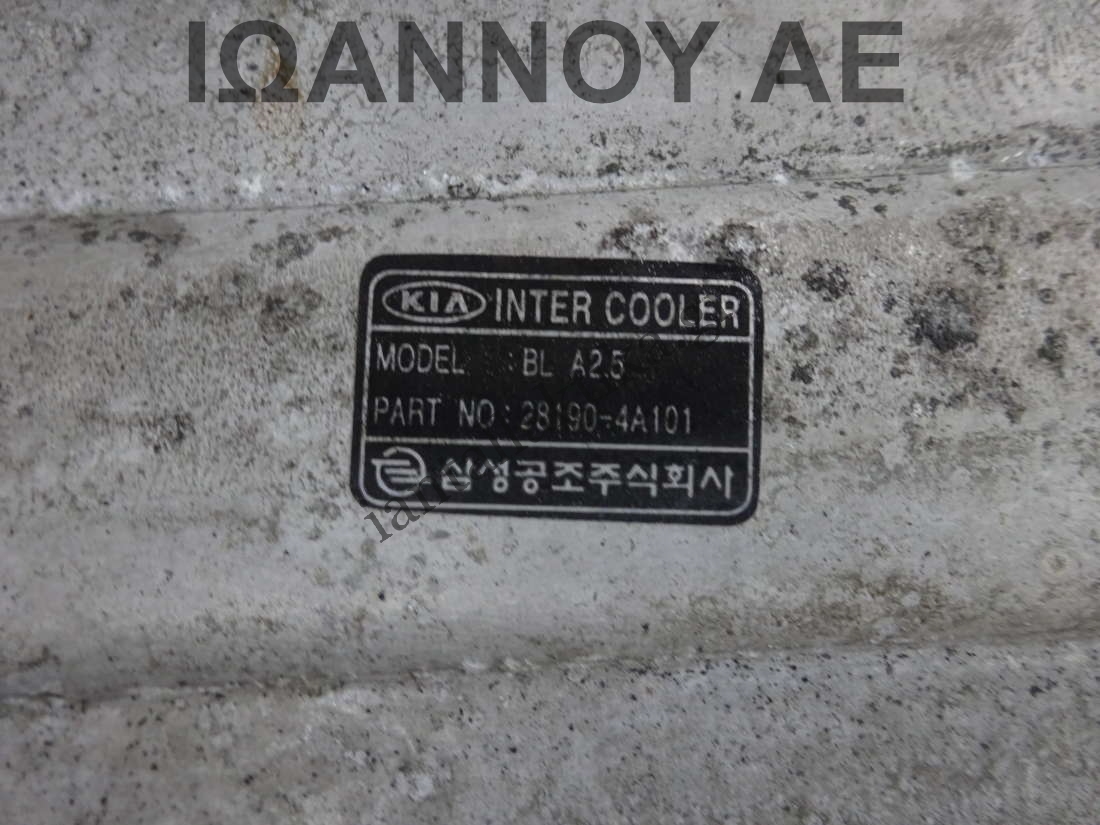 ΙΩΑΝΝΟΥ ΑΕ
KIA INTER COOLER
MODEL : BL A2.5
PART NO : 28190-4A101
삼성공조주식회사